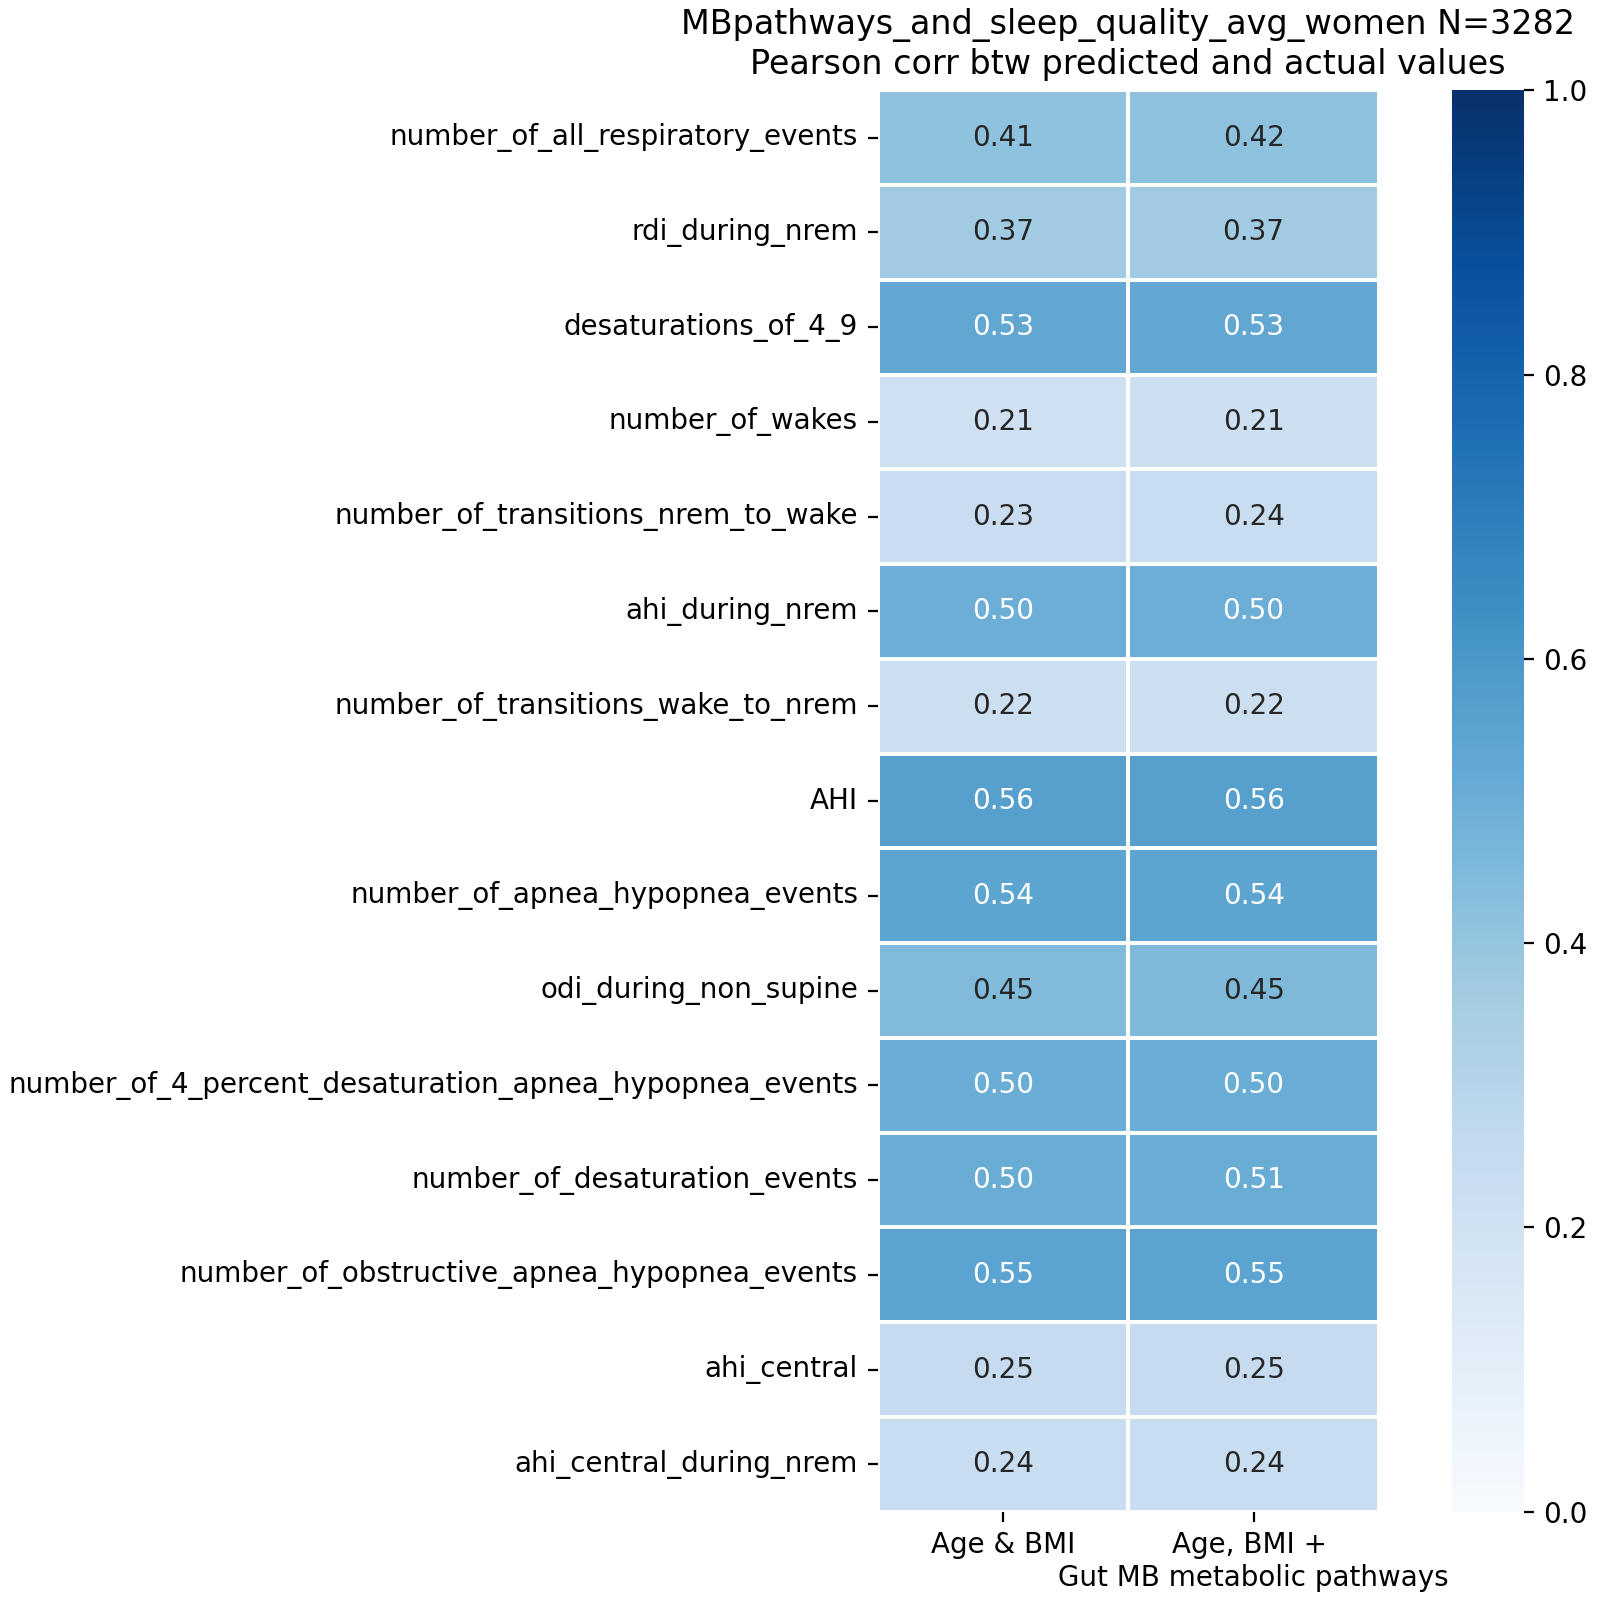 MBpathways_and_sleep_quality_avg_women N=3282
Pearson corr btw predicted and actual values
number_of_all_respiratory_events 0.41 0.42
rdi_during_nrem 0.37 0.37
desaturations_of_4_9 0.53 0.53
number_of_wakes 0.21 0.21
number_of_transitions_nrem_to_wake 0.23 0.24
ahi_during_nrem 0.50 0.50
number_of_transitions_wake_to_nrem 0.22 0.22
AHI 0.56 0.56
number_of_apnea_hypopnea_events 0.54 0.54
odi_during_non_supine 0.45 0.45
number_of_4_percent_desaturation_apnea_hypopnea_events 0.50 0.50
number_of_desaturation_events 0.50 0.51
number_of_obstructive_apnea_hypopnea_events 0.55 0.55
ahi_central 0.25 0.25
ahi_central_during_nrem 0.24 0.24
Age & BMI
Age, BMI +
Gut MB metabolic pathways
1.0
0.8
0.6
0.4
0.2
0.0